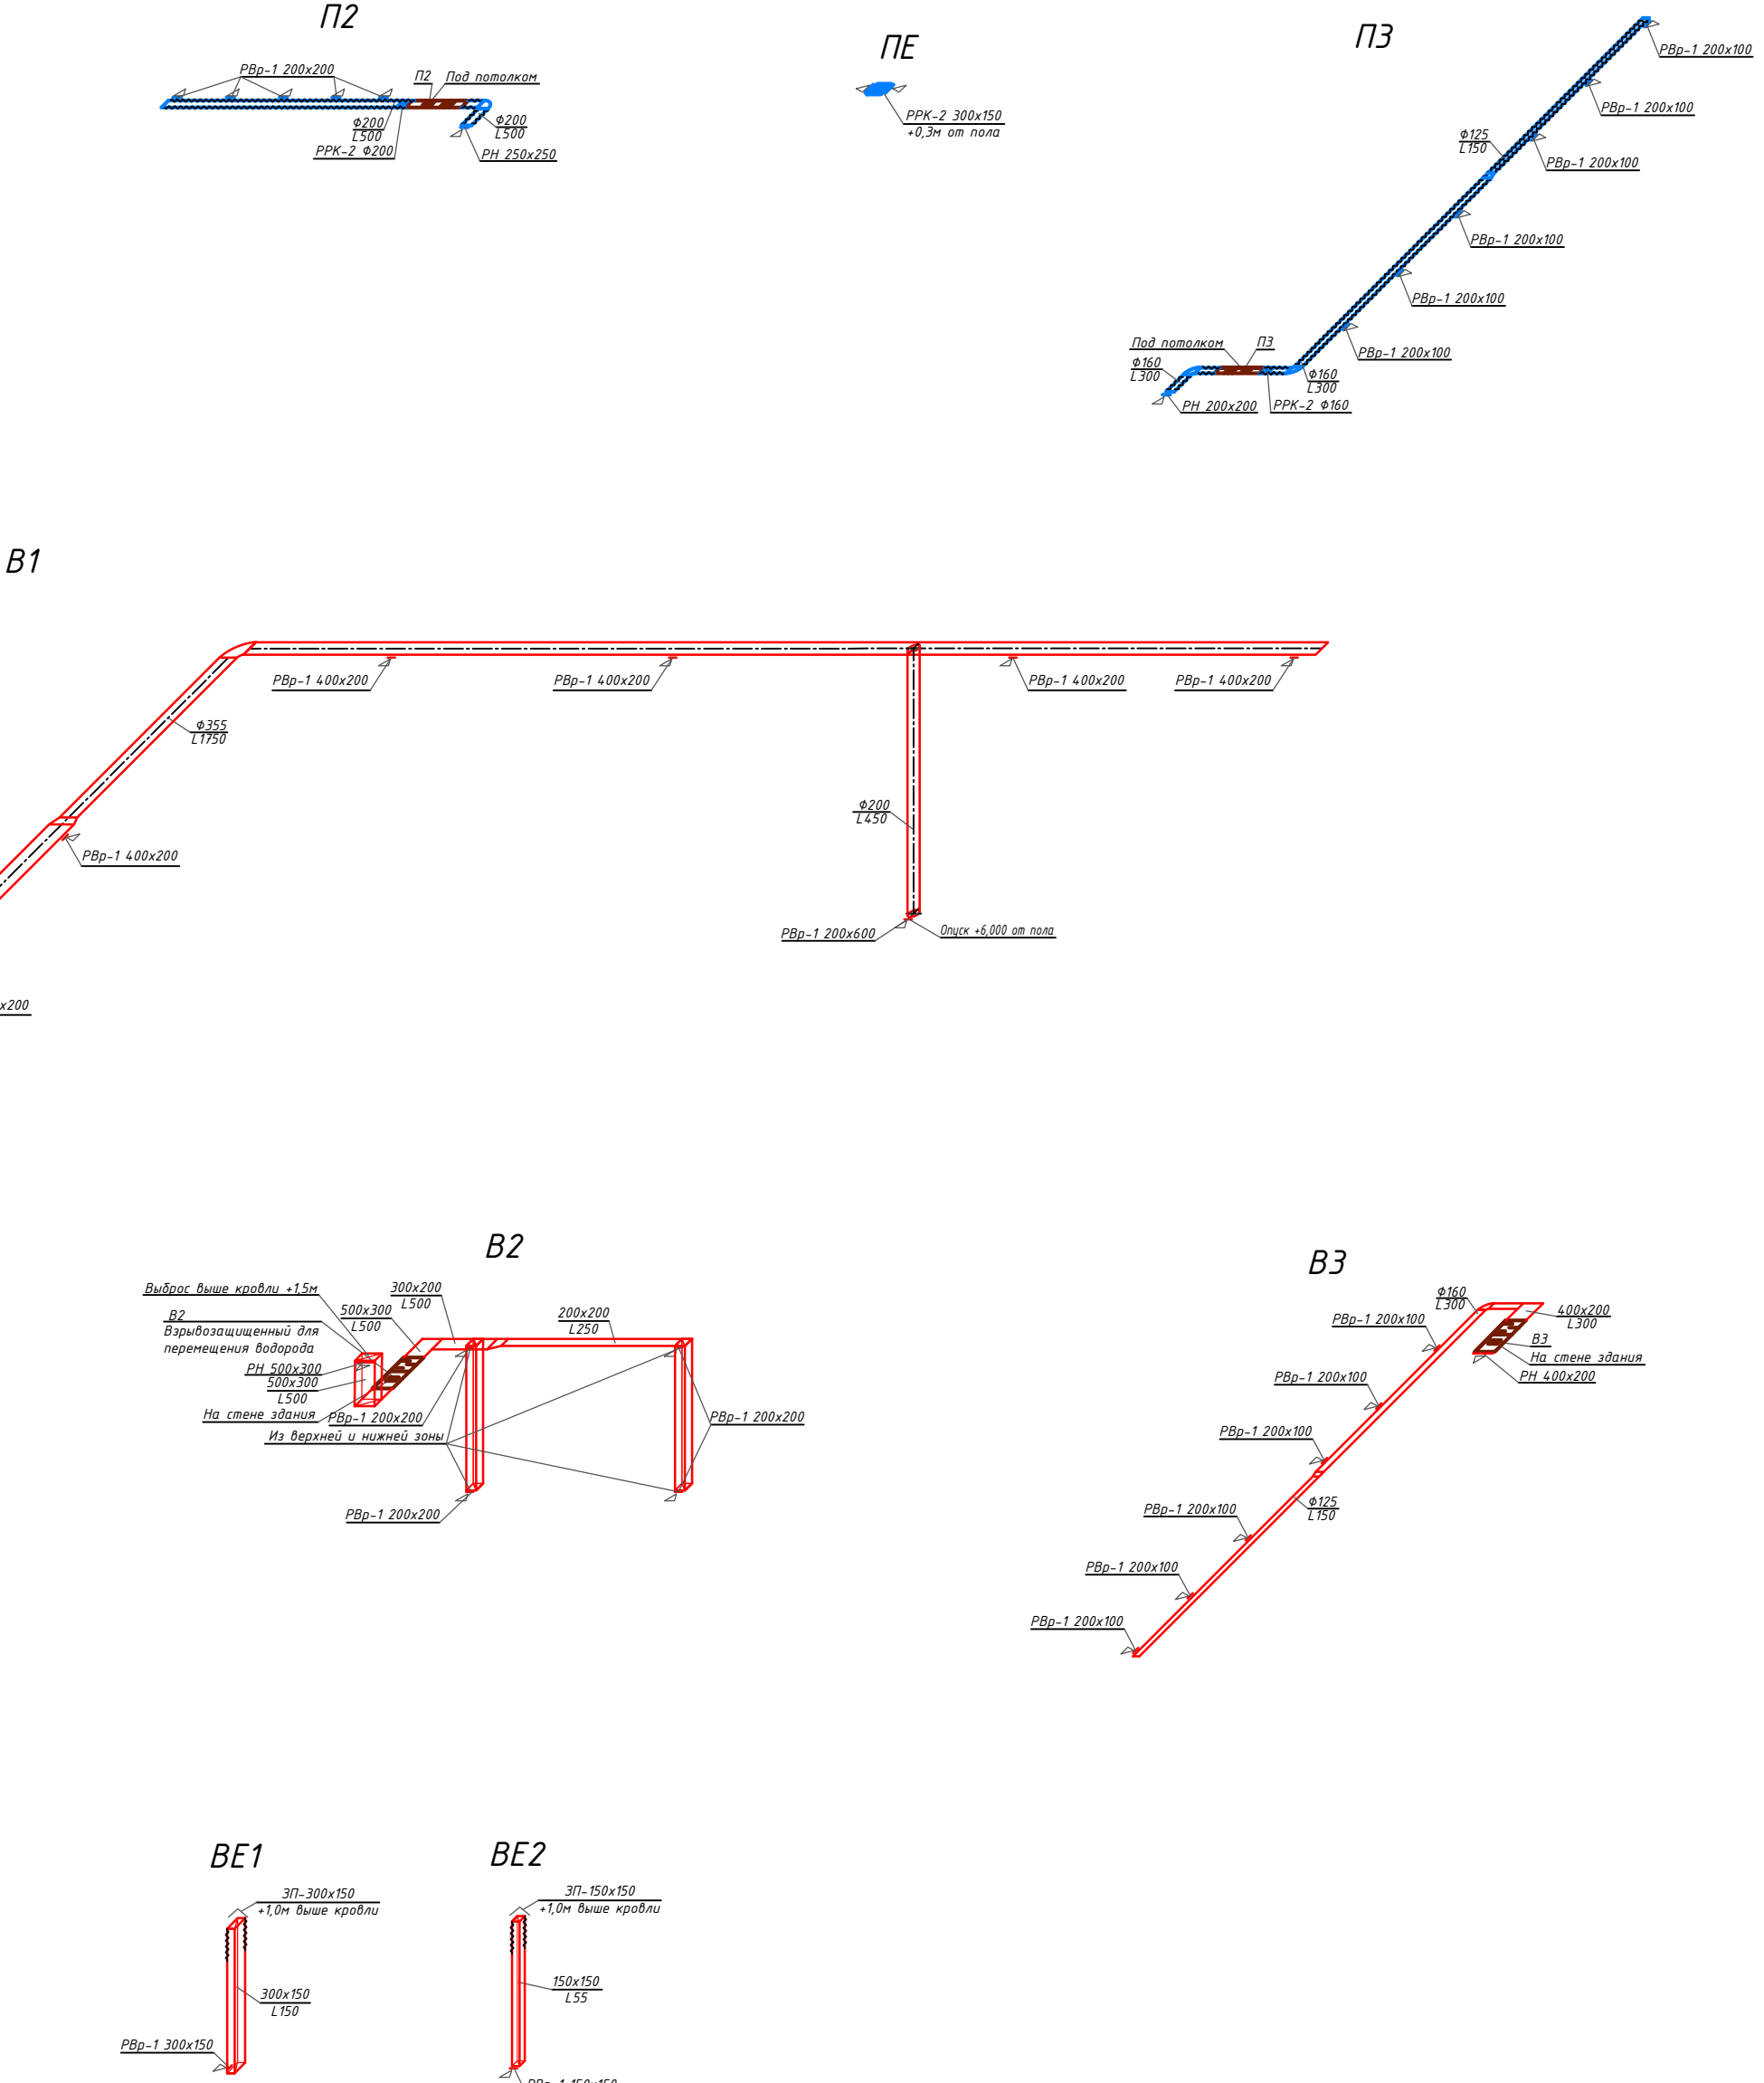 П2
РВр-1 200х200
П2
Под потолком
Ф200
L500
РРК-2 Ф200
Ф200
L500
РН 250х250
ПЕ
РРК-2 300х150
+0,3м от пола
П3
РВр-1 200х100
РВр-1 200х100
РВр-1 200х100
Ф125
L150
РВр-1 200х100
РВр-1 200х100
РВр-1 200х100
Под потолком
П3
Ф160
L300
РН 200х200
Ф160
L300
РРК-2 Ф160
В1
РВр-1 400х200
РВр-1 400х200
РВр-1 400х200
РВр-1 400х200
Ф355
L1750
РВр-1 400х200
Ф200
L450
РВр-1 200х600
Опуск +6,000 от пола
х200
В2
Выброс выше кровли +1,5м
В2
Взрывозащищенный для
перемещения водорода
РН 500х300
500х300
L500
На стене здания
500х300
L500
300х200
L500
200х200
L250
РВр-1 200х200
Из верхней и нижней зоны
РВр-1 200х200
РВр-1 200х200
В3
Ф160
L300
400х200
L300
В3
На стене здания
РН 400х200
РВр-1 200х100
РВр-1 200х100
РВр-1 200х100
Ф125
L150
РВр-1 200х100
РВр-1 200х100
РВр-1 200х100
ВЕ1
ЗП-300х150
+1,0м выше кровли
300х150
L150
РВр-1 300х150
ВЕ2
ЗП-150х150
+1,0м выше кровли
150х150
L55
РВр-1 150х150